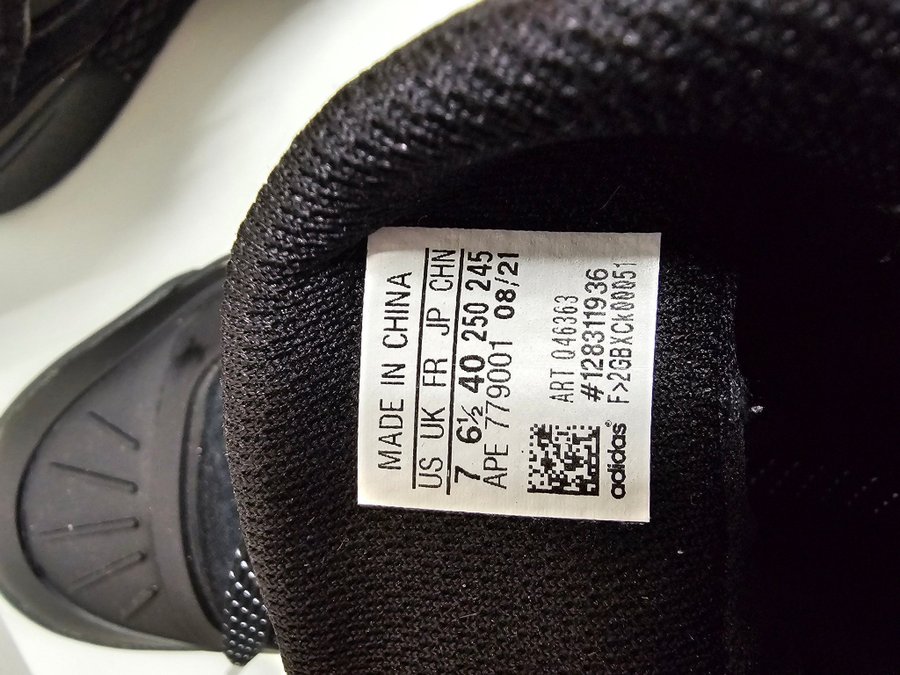 MADE IN CHINA
US UK FR JP CHN
7 6½ 40 250 245
APE 779001 08/21
ART 046363
#128311936
F>2GBXCk00051
adidas®